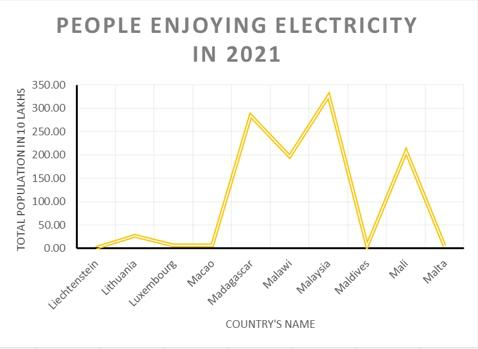 PEOPLE ENJOYING ELECTRICITY
IN 2021
TOTAL POPULATION IN 10 LAKHS
350.00
300.00
250.00
200.00
150.00
100.00
50.00
0.00
Liechtenstein
Lithuania
Luxembourg
Macao
Madagascar
Malawi
Malaysia
Maldives
Mali
Malta
COUNTRY'S NAME